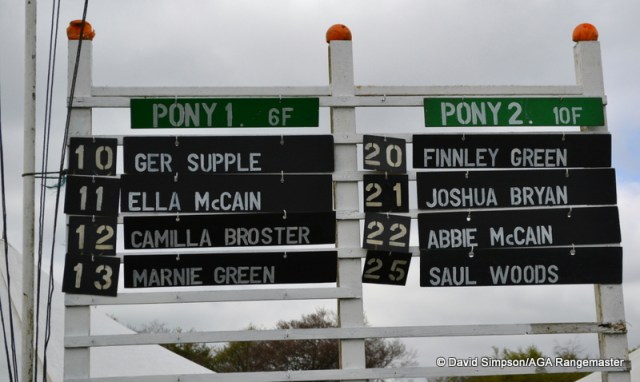 PONY 1. 6F
10 GER SUPPLE
11 ELLA McCAIN
12 CAMILLA BROSTER
13 MARNIE GREEN
PONY 2. 10F
20 FINNLEY GREEN
21 JOSHUA BRYAN
22 ABBIE McCAIN
25 SAUL WOODS
© David Simpson/AGA Rangemaster